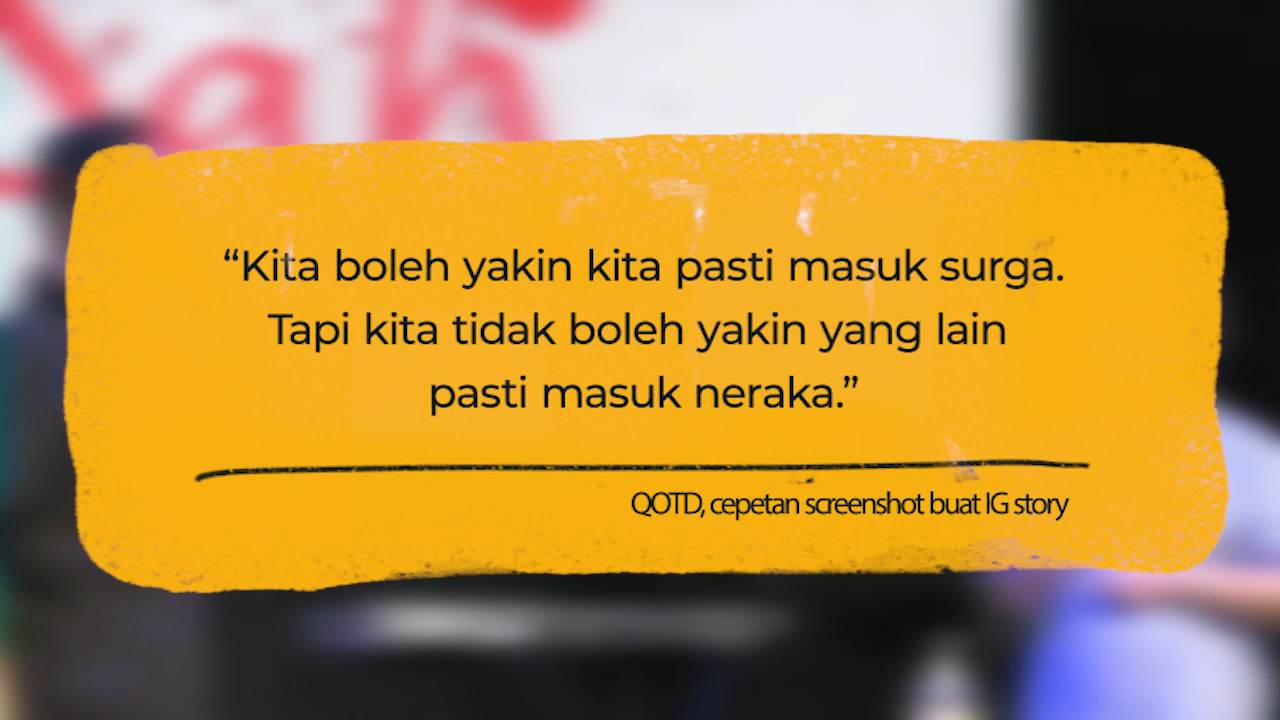 “Kita boleh yakin kita pasti masuk surga.
Tapi kita tidak boleh yakin yang lain
pasti masuk neraka.”
QOTD, cepetan screenshot buat IG story